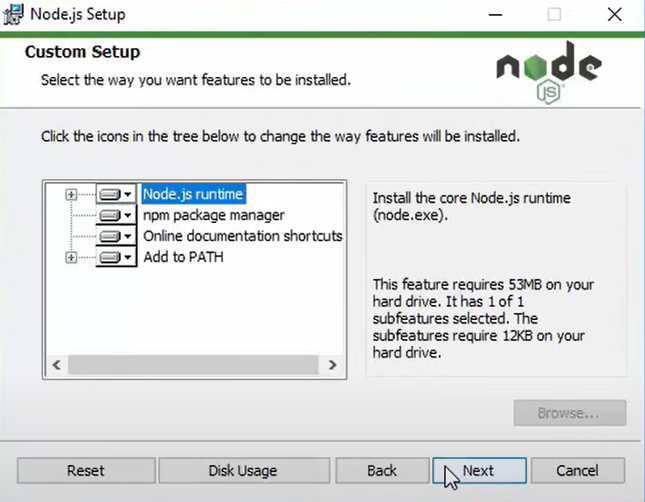 Node.js Setup
Custom Setup
Select the way you want features to be installed.
node
JS
Click the icons in the tree below to change the way features will be installed.
Node.js runtime
npm package manager
Online documentation shortcuts
Add to PATH
Install the core Node.js runtime
(node.exe).
This feature requires 53MB on your
hard drive. It has 1 of 1
subfeatures selected. The
subfeatures require 12KB on your
hard drive.
Browse...
Reset
Disk Usage
Back
Next
Cancel